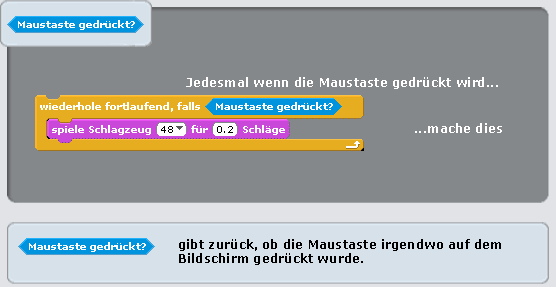 Maustaste gedrückt?
Jedesmal wenn die Maustaste gedrückt wird...
wiederhole fortlaufend, falls Maustaste gedrückt?
spiele Schlagzeug 48 für 0.2 Schläge
...mache dies
Maustaste gedrückt?
gibt zurück, ob die Maustaste irgendwo auf dem
Bildschirm gedrückt wurde.